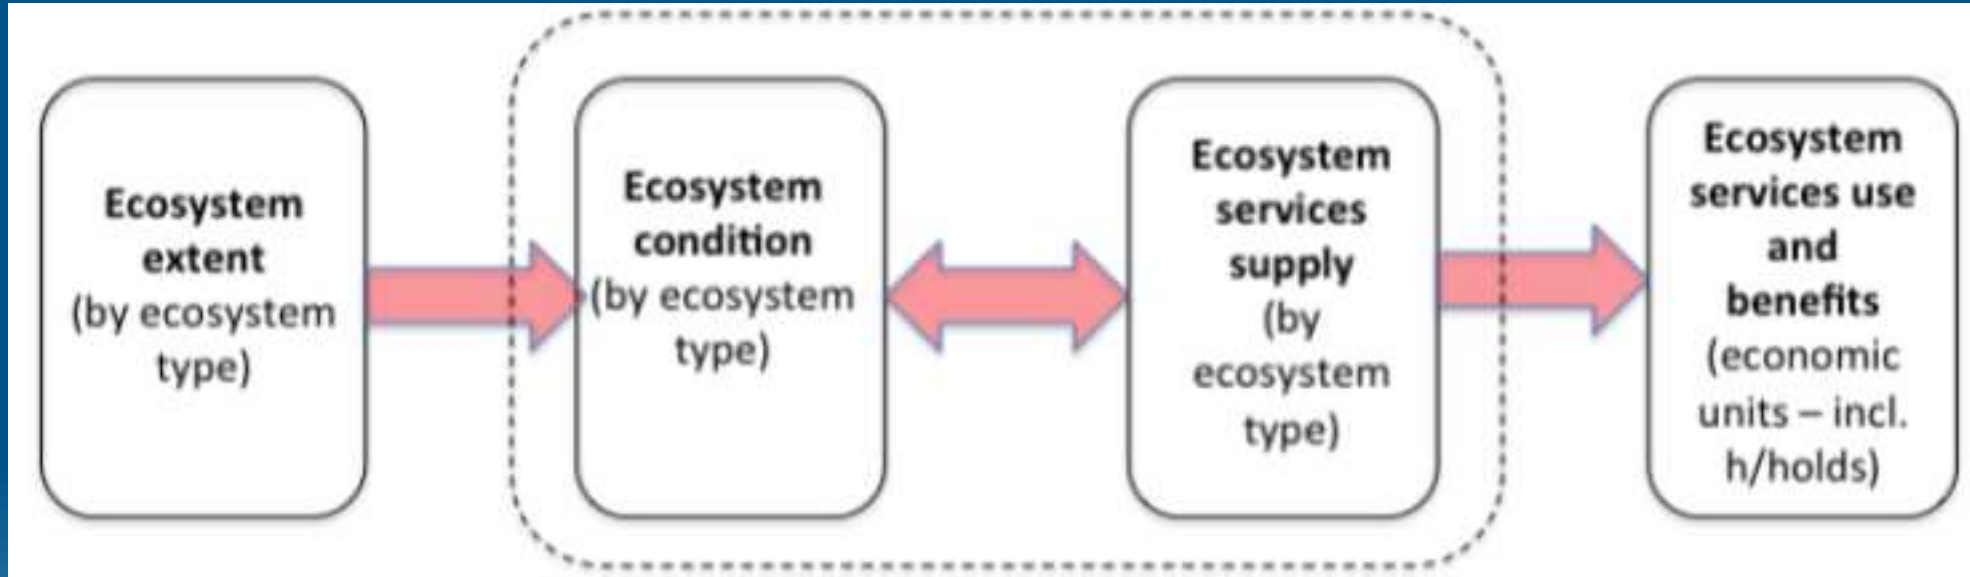 Ecosystem
extent
(by ecosystem
type)
Ecosystem
condition
(by ecosystem
type)
Ecosystem
services
supply
(by
ecosystem
type)
Ecosystem
services use
and
benefits
(economic
units – incl.
h/holds)